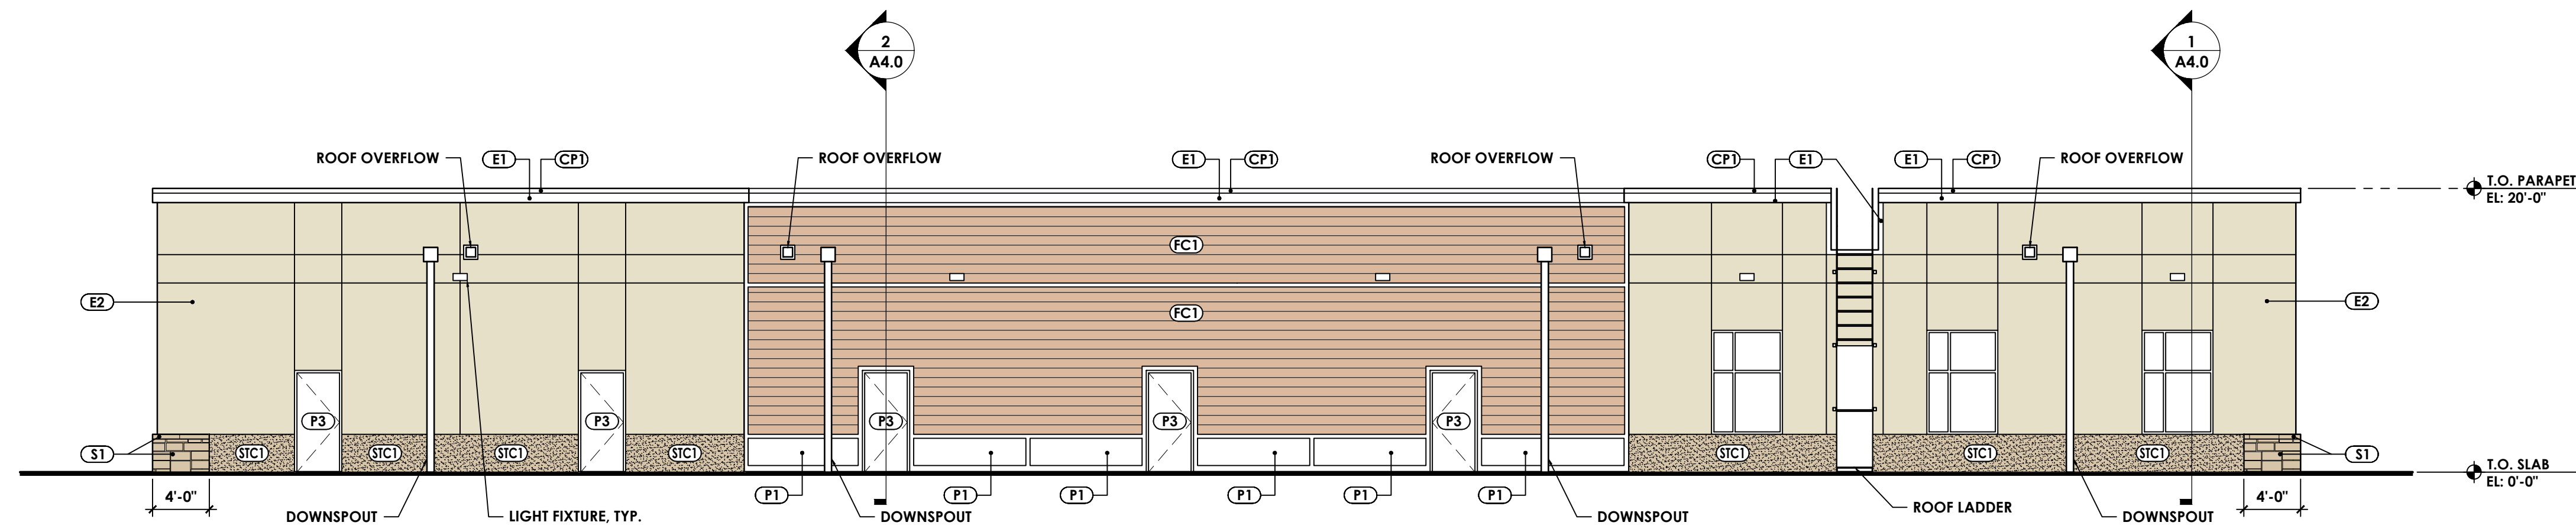 2
A4.0
1
A4.0
ROOF OVERFLOW
E1
CP1
ROOF OVERFLOW
E1
CP1
ROOF OVERFLOW
CP1
E1
E1
CP1
ROOF OVERFLOW
T.O. PARAPET
EL: 20'-0"
FC1
E2
FC1
E2
P3
P3
P3
P3
P3
S1
STC1
STC1
STC1
STC1
STC1
STC1
STC1
S1
T.O. SLAB
EL: 0'-0"
4'-0"
P1
P1
P1
P1
P1
P1
4'-0"
DOWNSPOUT
LIGHT FIXTURE, TYP.
DOWNSPOUT
DOWNSPOUT
ROOF LADDER
DOWNSPOUT